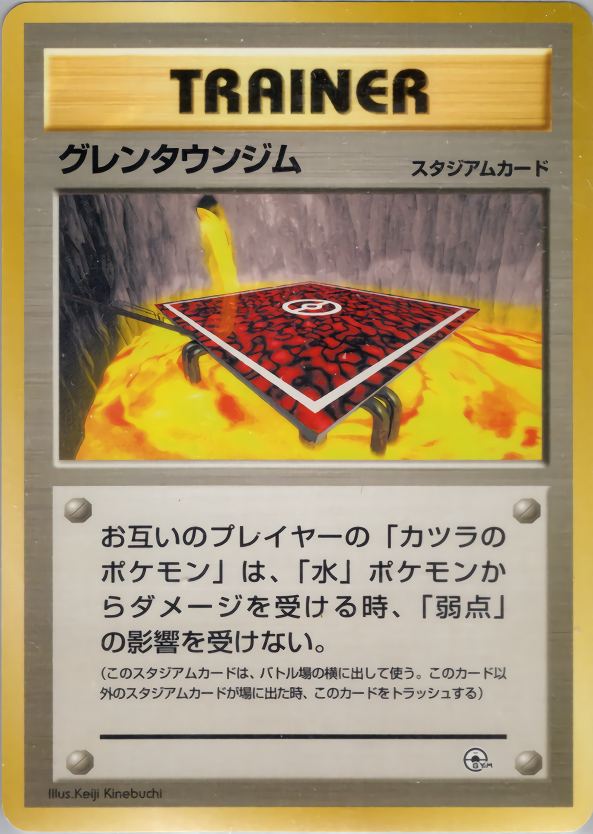 TRAINER
グレンタウンジム
スタジアムカード
お互いのプレイヤーの「カツラの
ポケモン」は、「水」ポケモンか
らダメージを受ける時、「弱点」
の影響を受けない。
(このスタジアムカードは、バトル場の横に出して使う。このカード以
外のスタジアムカードが場に出た時、このカードをトラッシュする)
GYM
Illus.Keiji Kinebuchi